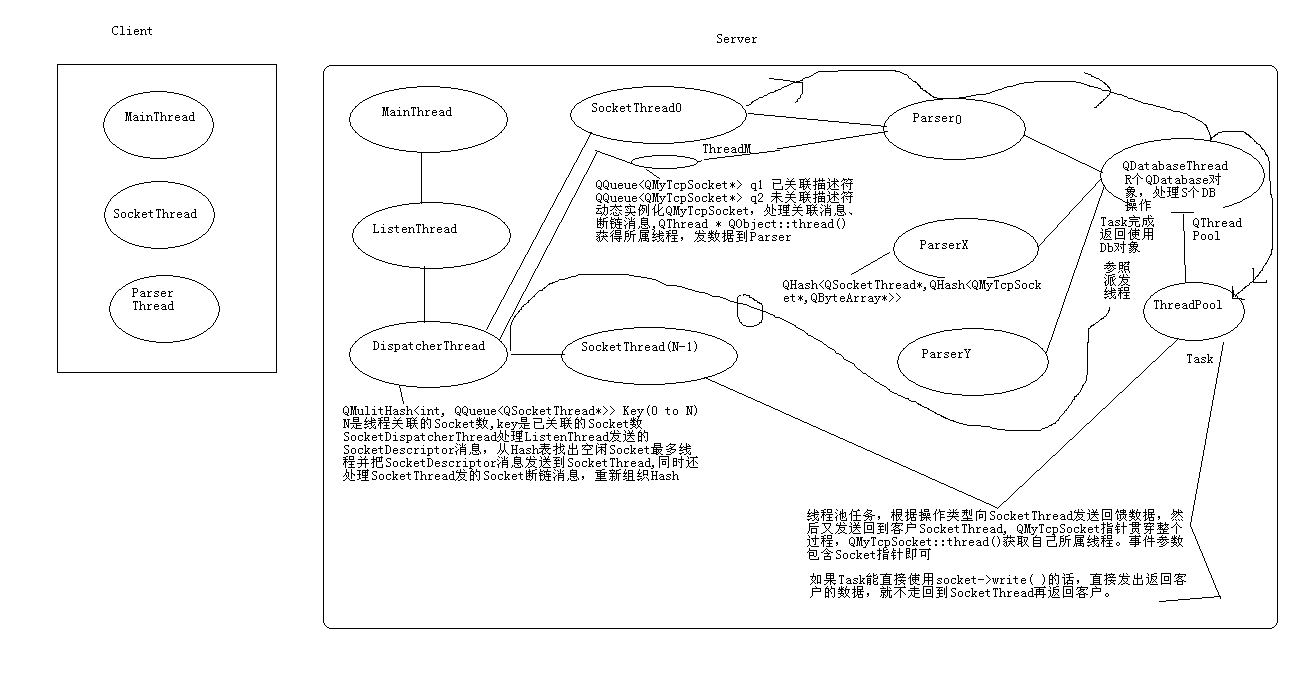 Client
Server
MainThread
SocketThread
Parser
Thread
MainThread
ListenThread
DispatcherThread
QMulitHash<int, QQueue<QSocketThread*>> Key(0 to N)
N是线程关联的Socket数,key是已关联的Socket数
SocketDispatcherThread处理ListenThread发送的
SocketDescriptor消息，从Hash表找出空闲Socket最多线
程并把SocketDescriptor消息发送到SocketThread,同时还
处理SocketThread发的Socket断链消息，重新组织Hash
SocketThread0
ThreadM
QQueue<QMyTcpSocket*> q1 已关联描述符
QQueue<QMyTcpSocket*> q2 未关联描述符
动态实例化QMyTcpSocket，处理关联消息、
断链消息,QThread * QObject::thread()
获得所属线程，发数据到Parser
SocketThread(N-1)
Parser0
ParserX
QHash<QSocketThread*,QHash<QMyTcpSock
et*,QByteArray*>>
ParserY
QDatabaseThread
R个QDatabase对
象，处理S个DB
操作
Task完成
返回使用
Db对象
QThread
Pool
参照
派发
线程
ThreadPool
Task
线程池任务，根据操作类型向SocketThread发送回馈数据，然
后又发送回到客户SocketThread, QMyTcpSocket指针贯穿整个
过程，QMyTcpSocket::thread()获取自己所属线程。事件参数
包含Socket指针即可
如果Task能直接使用socket->write( )的话，直接发出返回客
户的数据，就不走回到SocketThread再返回客户。